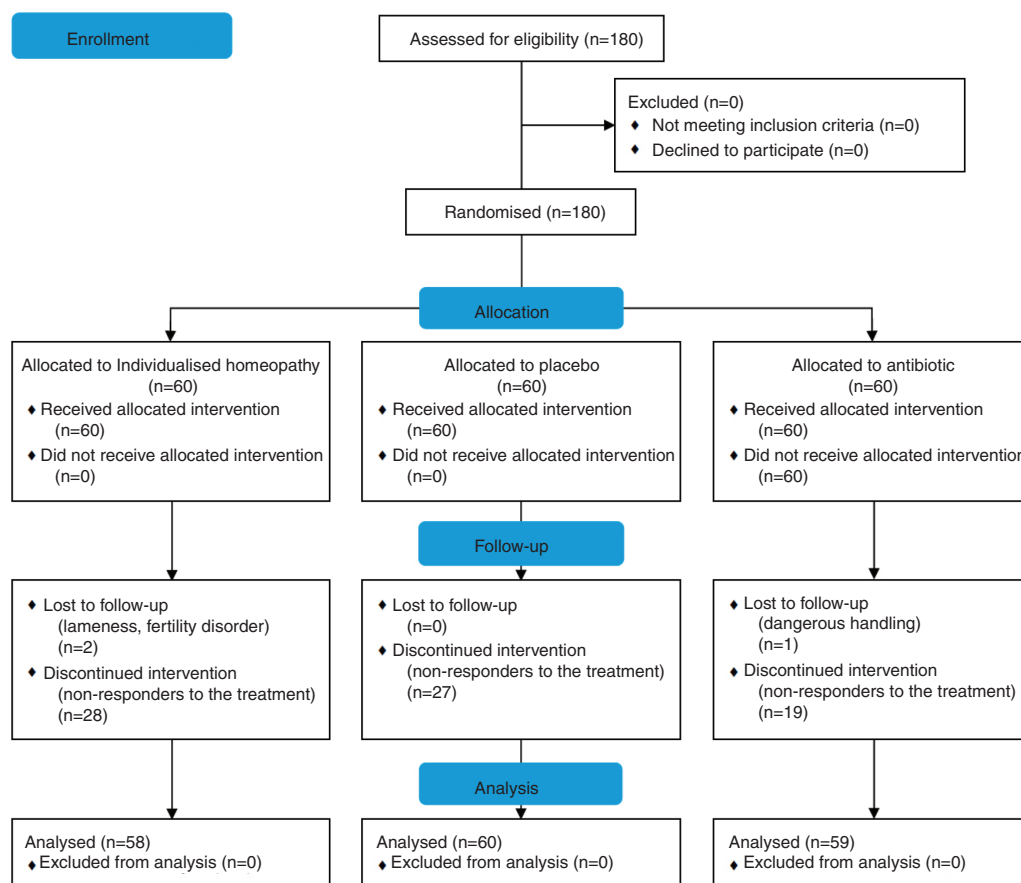 Enrollment
Assessed for eligibility (n=180)
Excluded (n=0)
♦ Not meeting inclusion criteria (n=0)
♦ Declined to participate (n=0)
Randomised (n=180)
Allocation
Allocated to Individualised homeopathy
(n=60)
♦ Received allocated intervention
(n=60)
♦ Did not receive allocated intervention
(n=0)
Allocated to placebo
(n=60)
♦ Received allocated intervention
(n=60)
♦ Did not receive allocated intervention
(n=0)
Allocated to antibiotic
(n=60)
♦ Received allocated intervention
(n=60)
♦ Did not receive allocated intervention
(n=60)
Follow-up
♦ Lost to follow-up
(lameness, fertility disorder)
(n=2)
♦ Discontinued intervention
(non-responders to the treatment)
(n=28)
♦ Lost to follow-up
(n=0)
♦ Discontinued intervention
(non-responders to the treatment)
(n=27)
♦ Lost to follow-up
(dangerous handling)
(n=1)
♦ Discontinued intervention
(non-responders to the treatment)
(n=19)
Analysis
Analysed (n=58)
♦ Excluded from analysis (n=0)
Analysed (n=60)
♦ Excluded from analysis (n=0)
Analysed (n=59)
♦ Excluded from analysis (n=0)